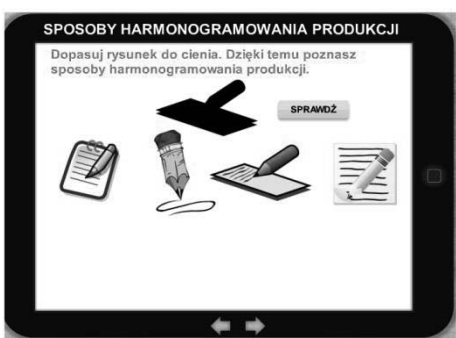 SPOSOBY HARMONOGRAMOWANIA PRODUKCJI
Dopasuj rysunek do cienia. Dzięki temu poznasz
sposoby harmonogramowania produkcji.
SPRAWDŹ